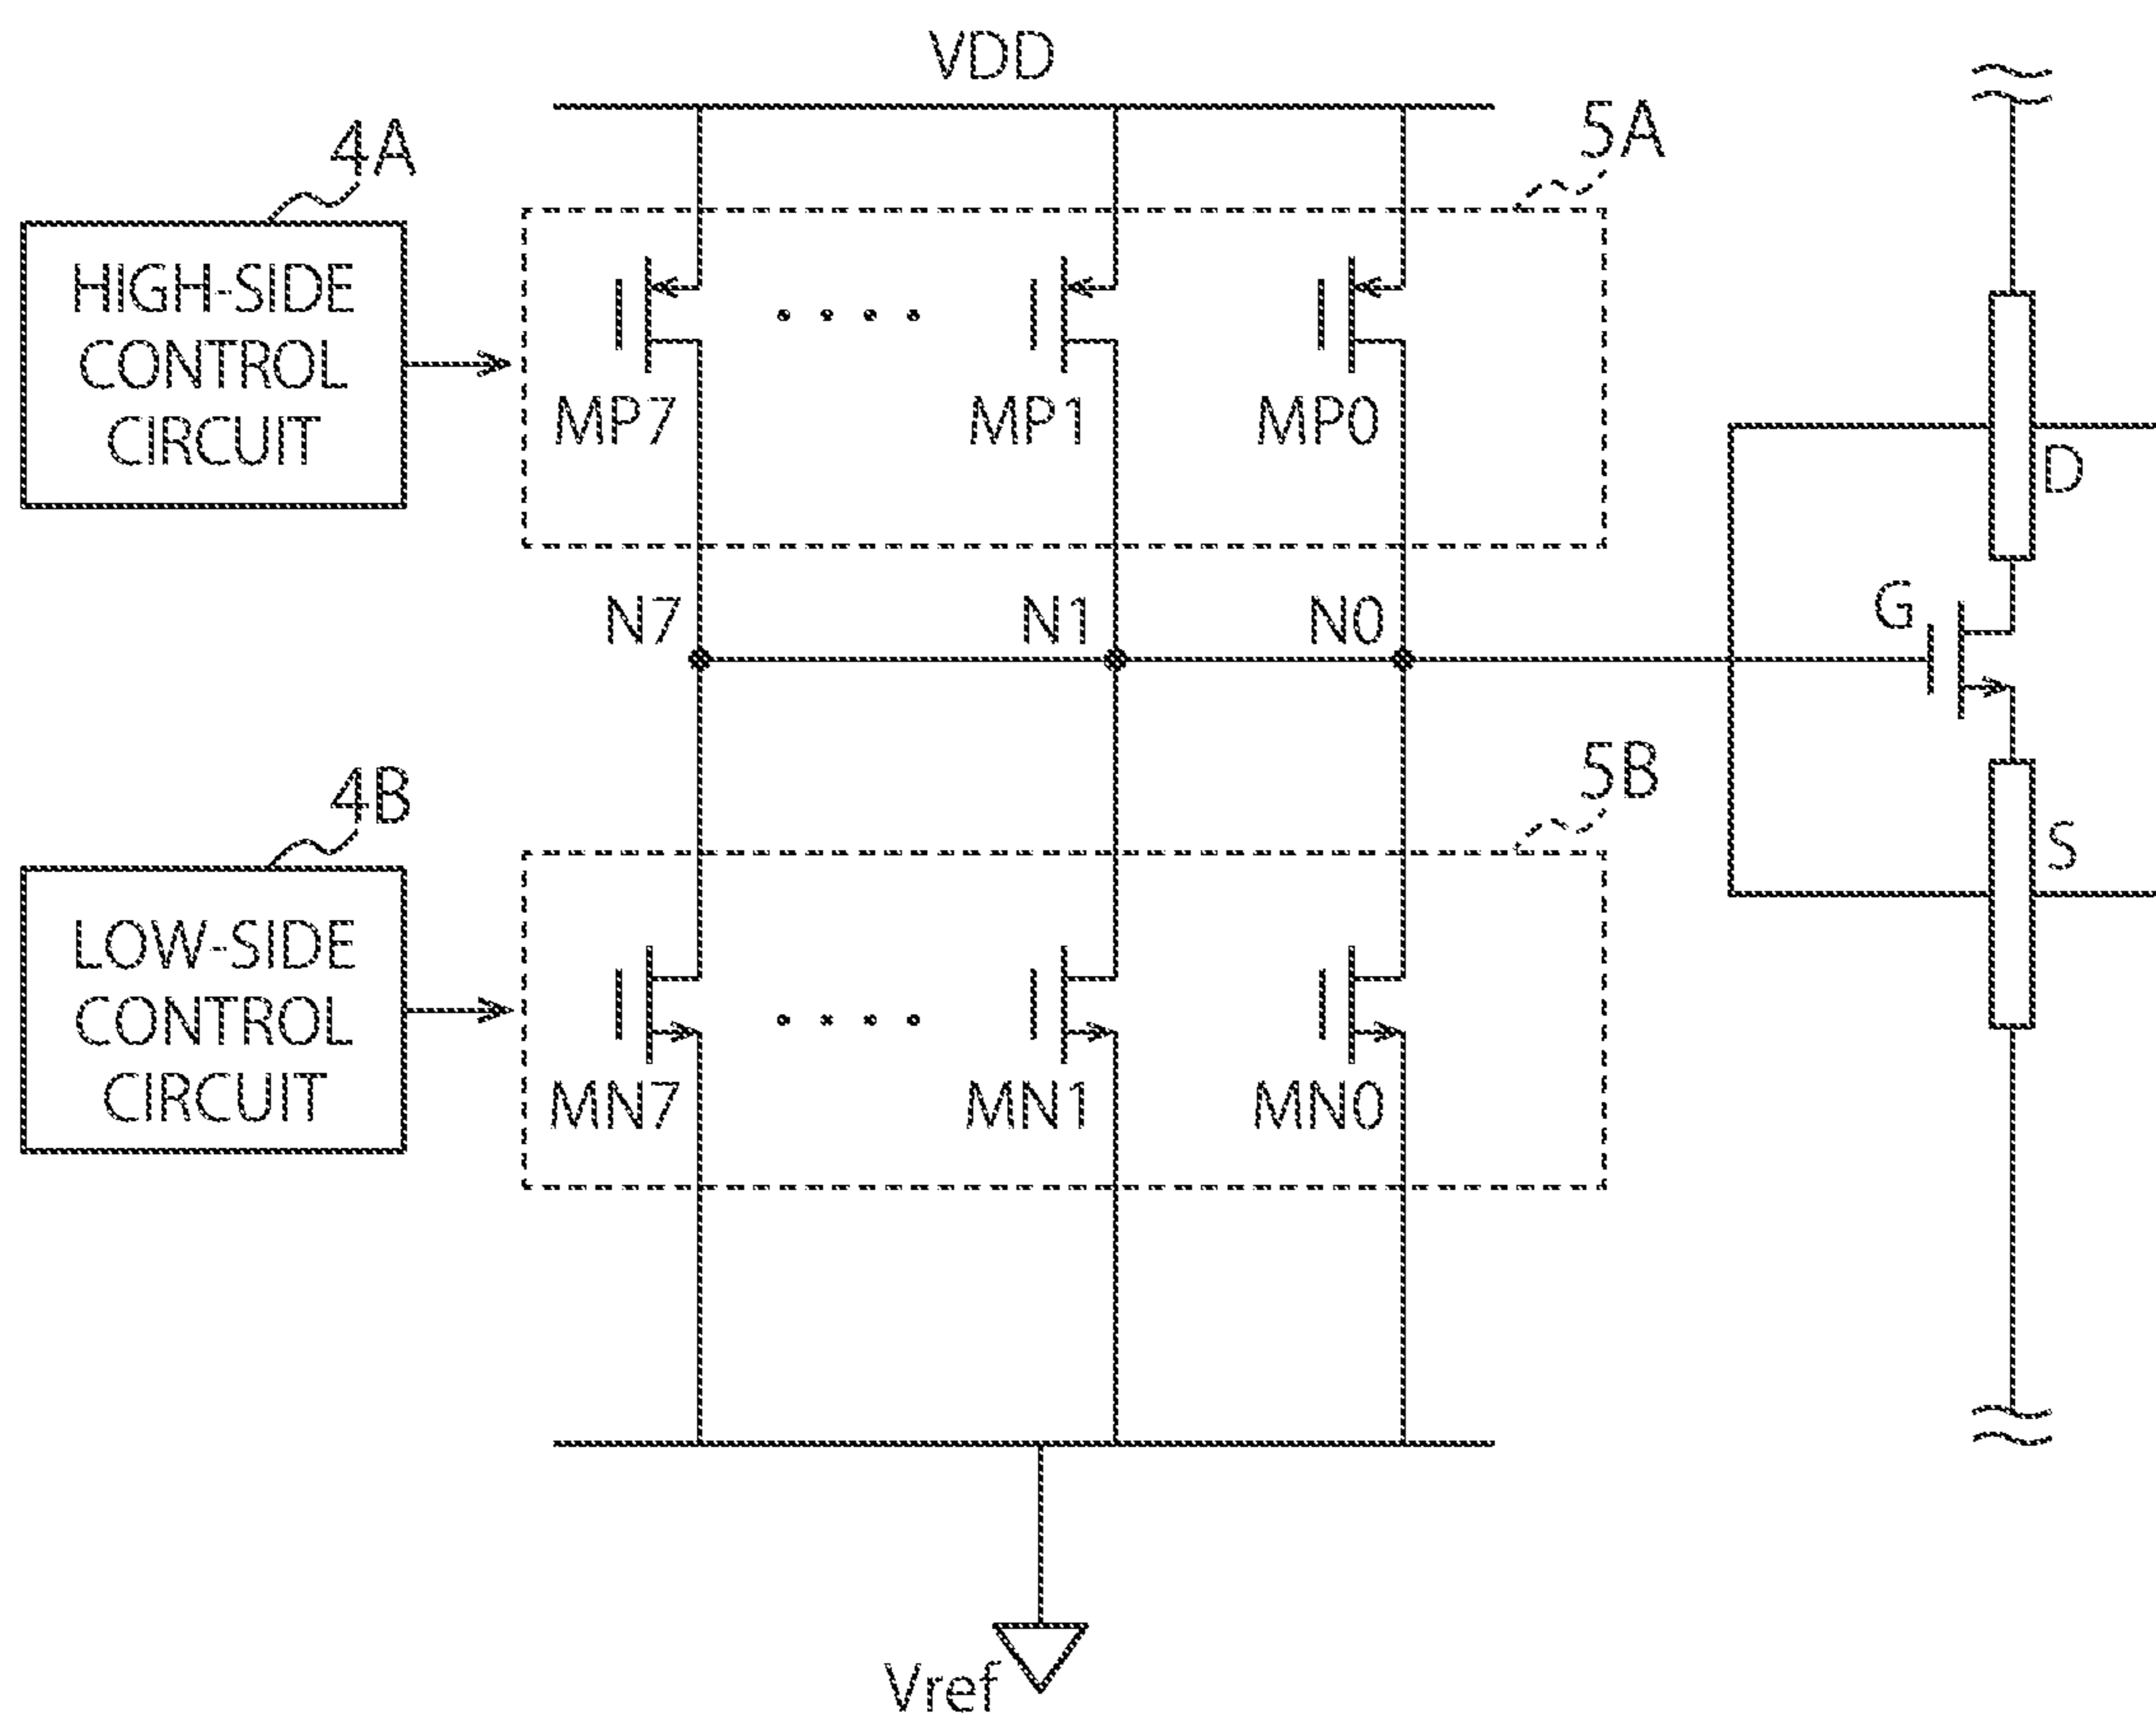 VDD
4A
5A
HIGH-SIDE
CONTROL
CIRCUIT
MP7
MP1
MP0
D
N7
N1
N0
G
4B
5B
S
LOW-SIDE
CONTROL
CIRCUIT
MN7
MN1
MN0
Vref